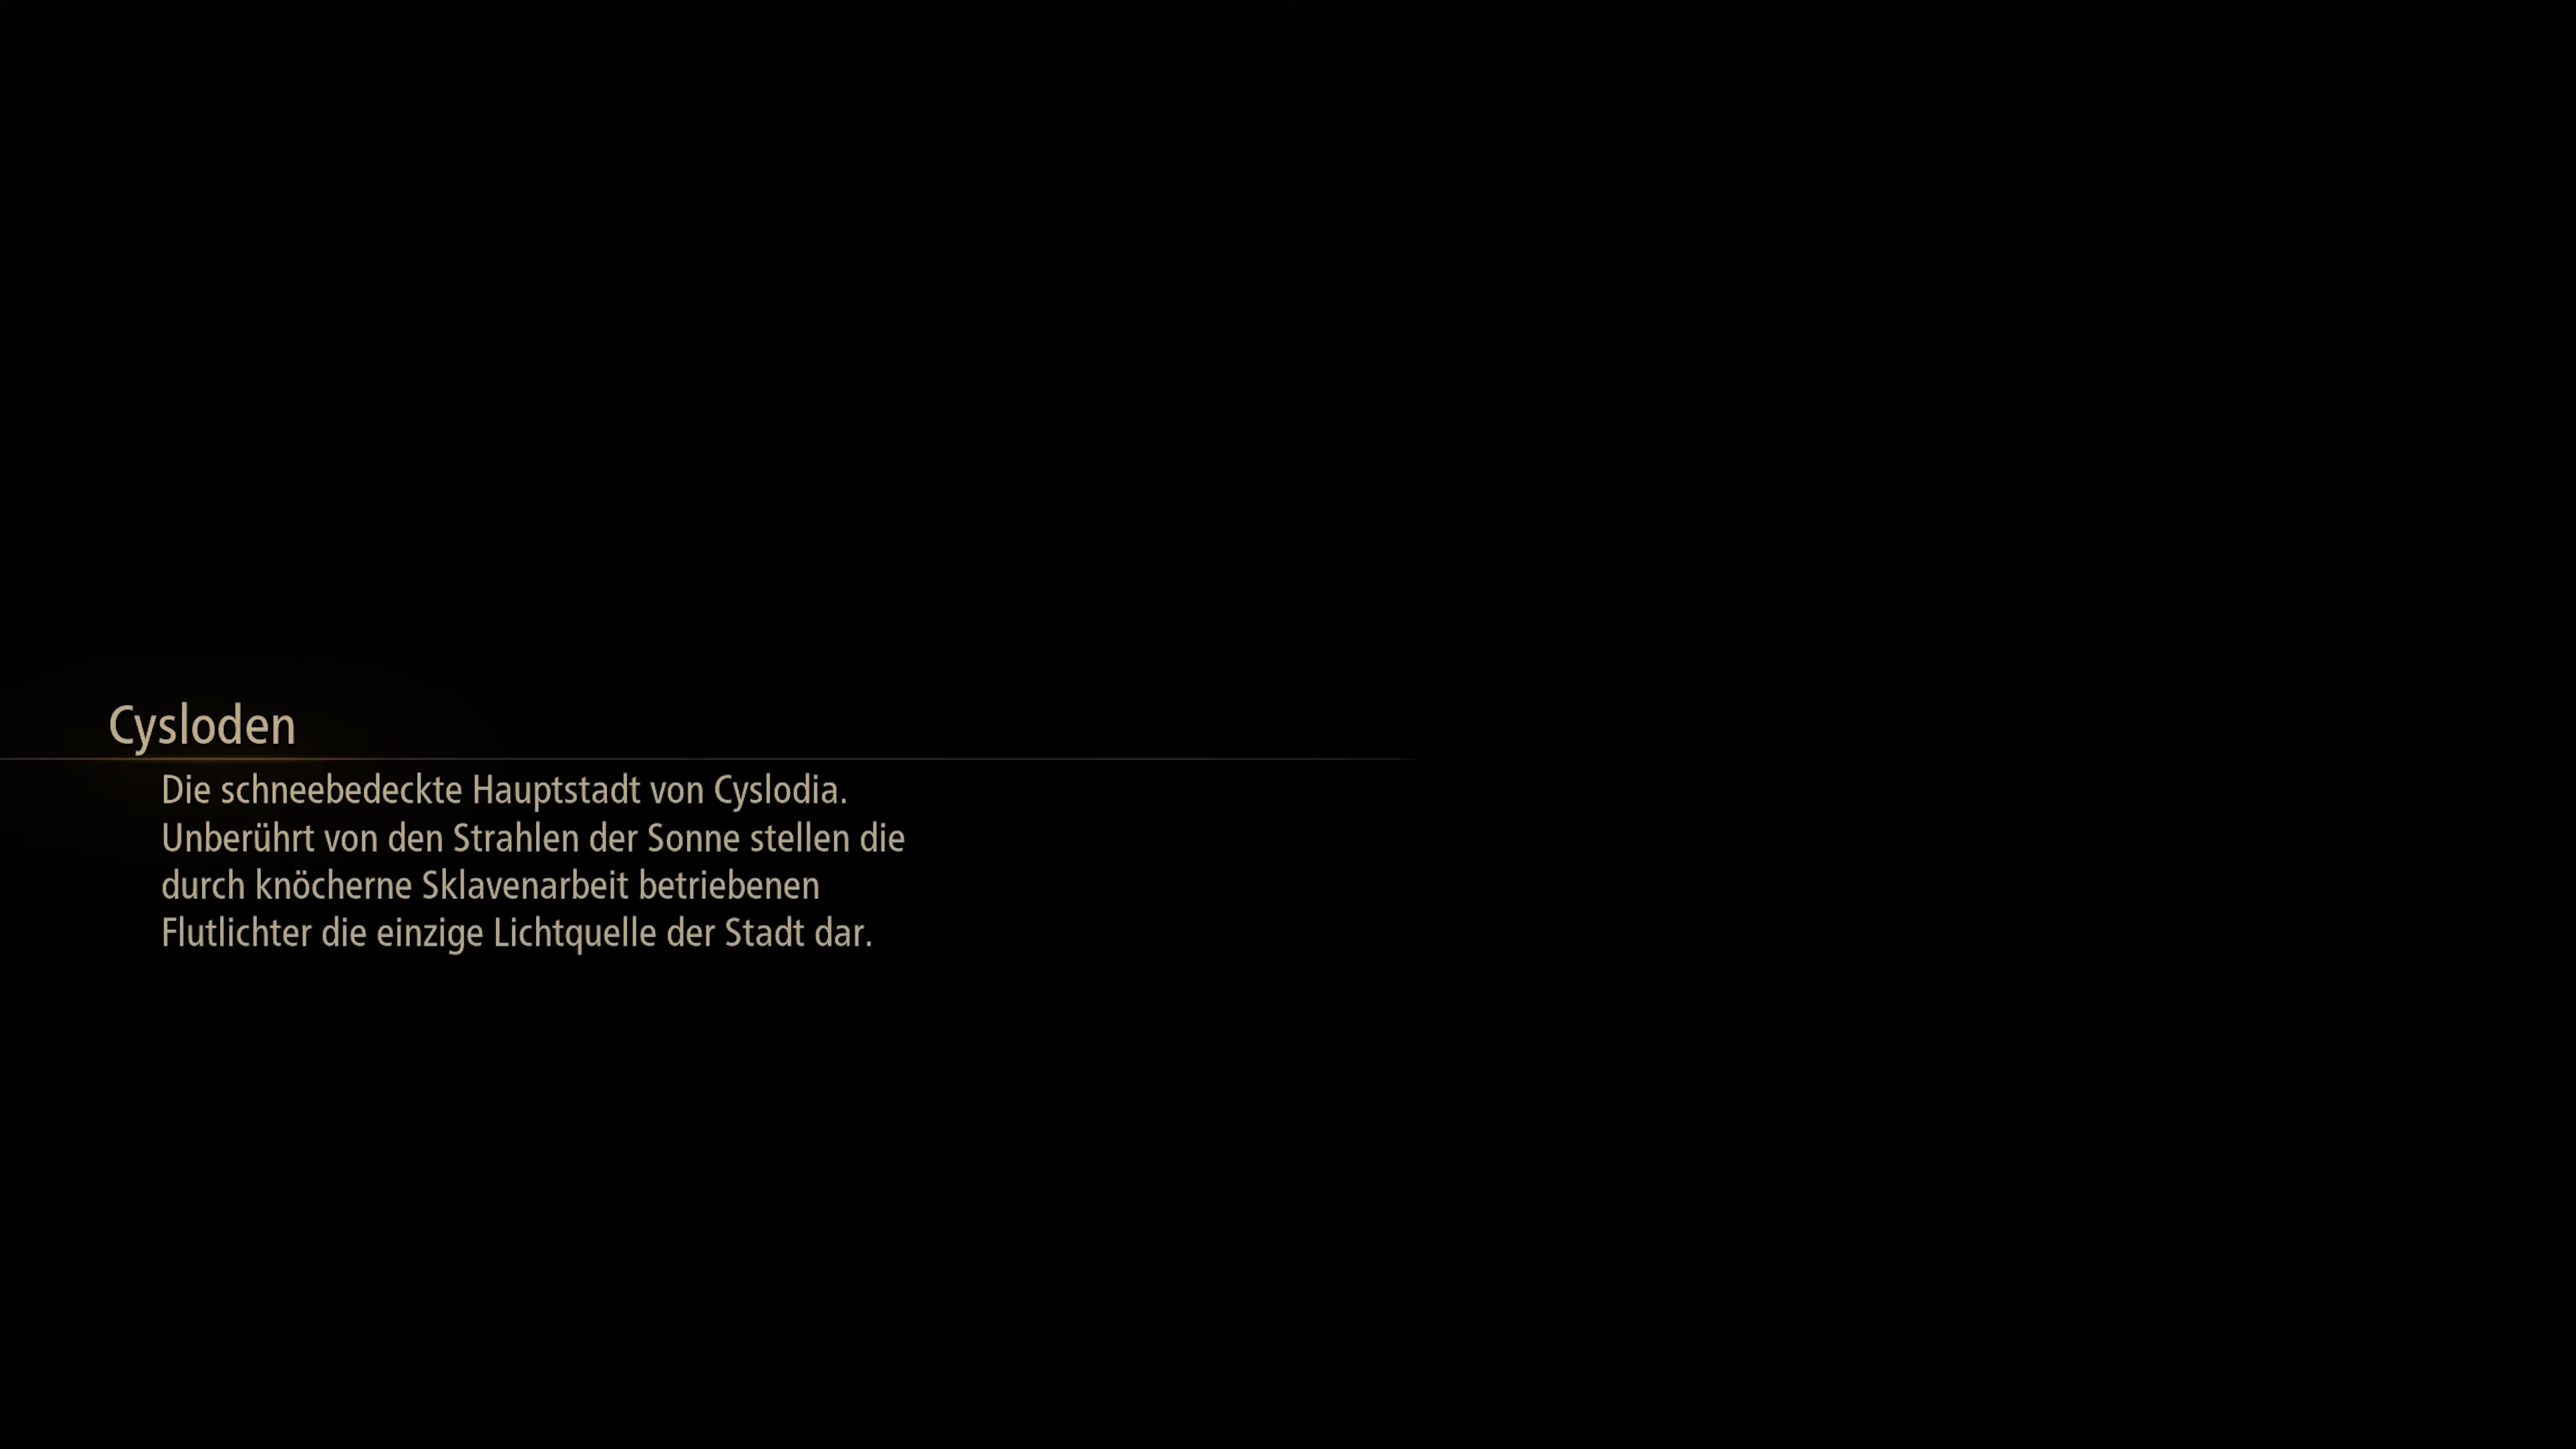 Cysloden
Die schneebedeckte Hauptstadt von Cyslodia.
Unberührt von den Strahlen der Sonne stellen die
durch knöcherne Sklavenarbeit betriebenen
Flutlichter die einzige Lichtquelle der Stadt dar.